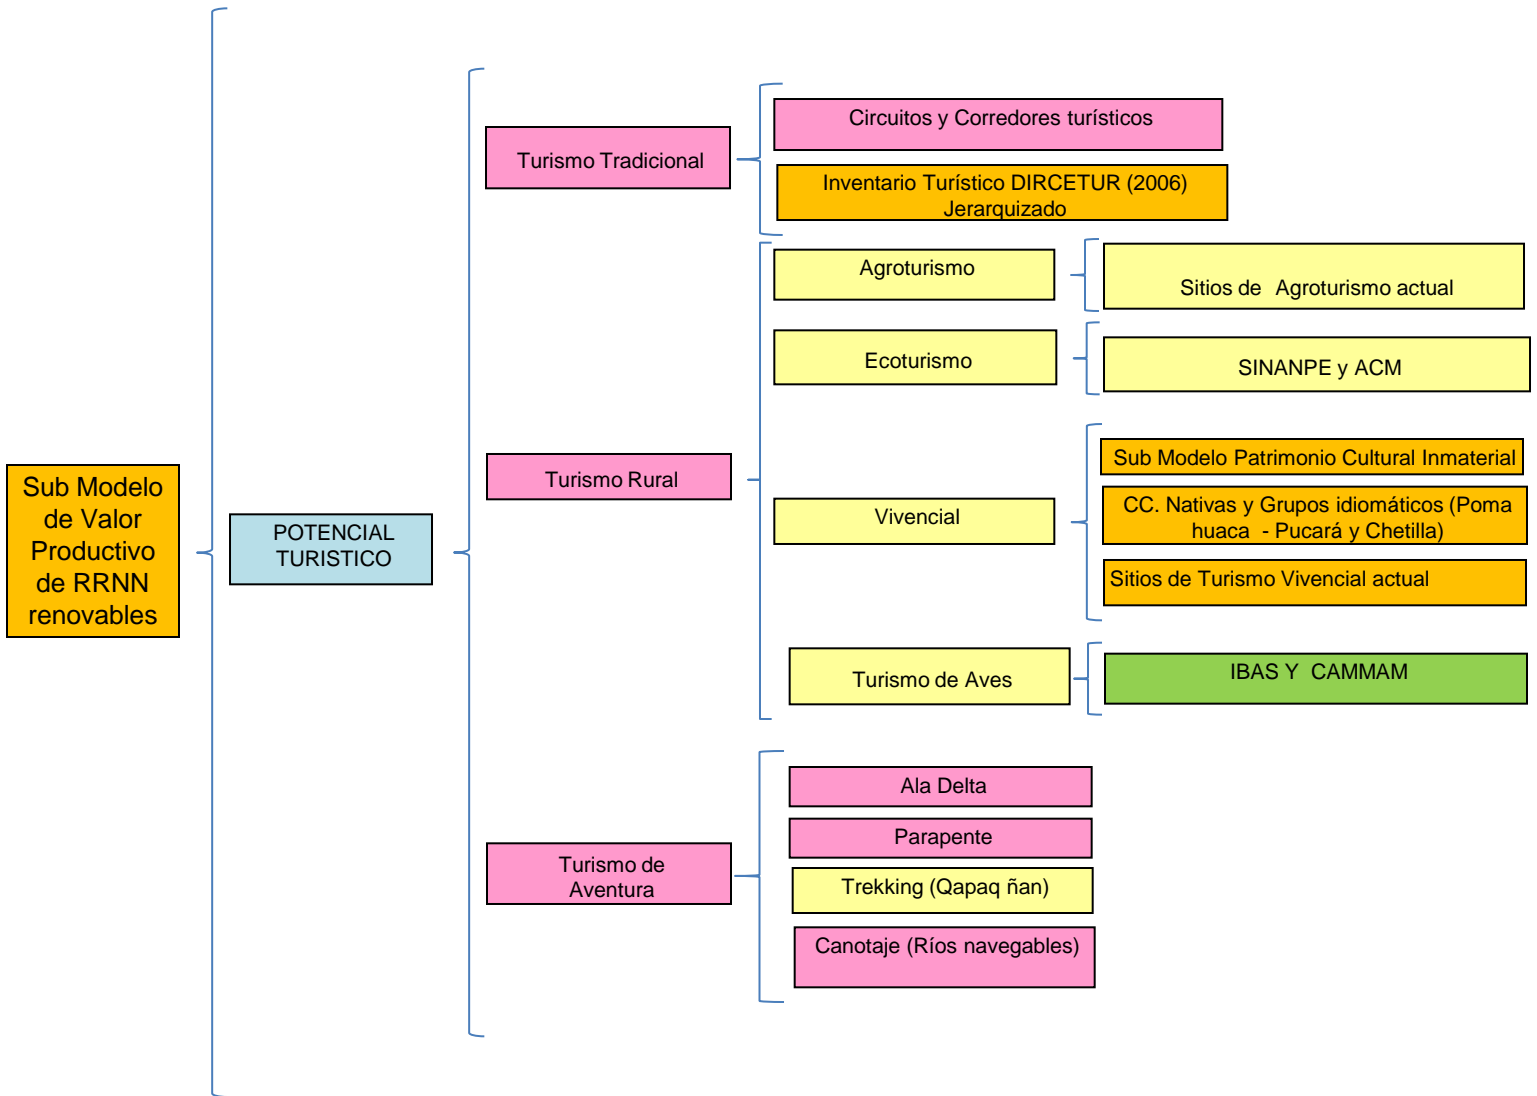 Sub Modelo
de Valor
Productivo
de RRNN
renovables
POTENCIAL
TURISTICO
Turismo Tradicional
Circuitos y Corredores turísticos
Inventario Turístico DIRCETUR (2006)
Jerarquizado
Turismo Rural
Agroturismo
Sitios de Agroturismo actual
Ecoturismo
SINANPE y ACM
Vivencial
Sub Modelo Patrimonio Cultural Inmaterial
CC. Nativas y Grupos idiomáticos (Poma
huaca - Pucará y Chetilla)
Sitios de Turismo Vivencial actual
Turismo de Aves
IBAS Y CAMMAM
Turismo de
Aventura
Ala Delta
Parapente
Trekking (Qapaq ñan)
Canotaje (Ríos navegables)